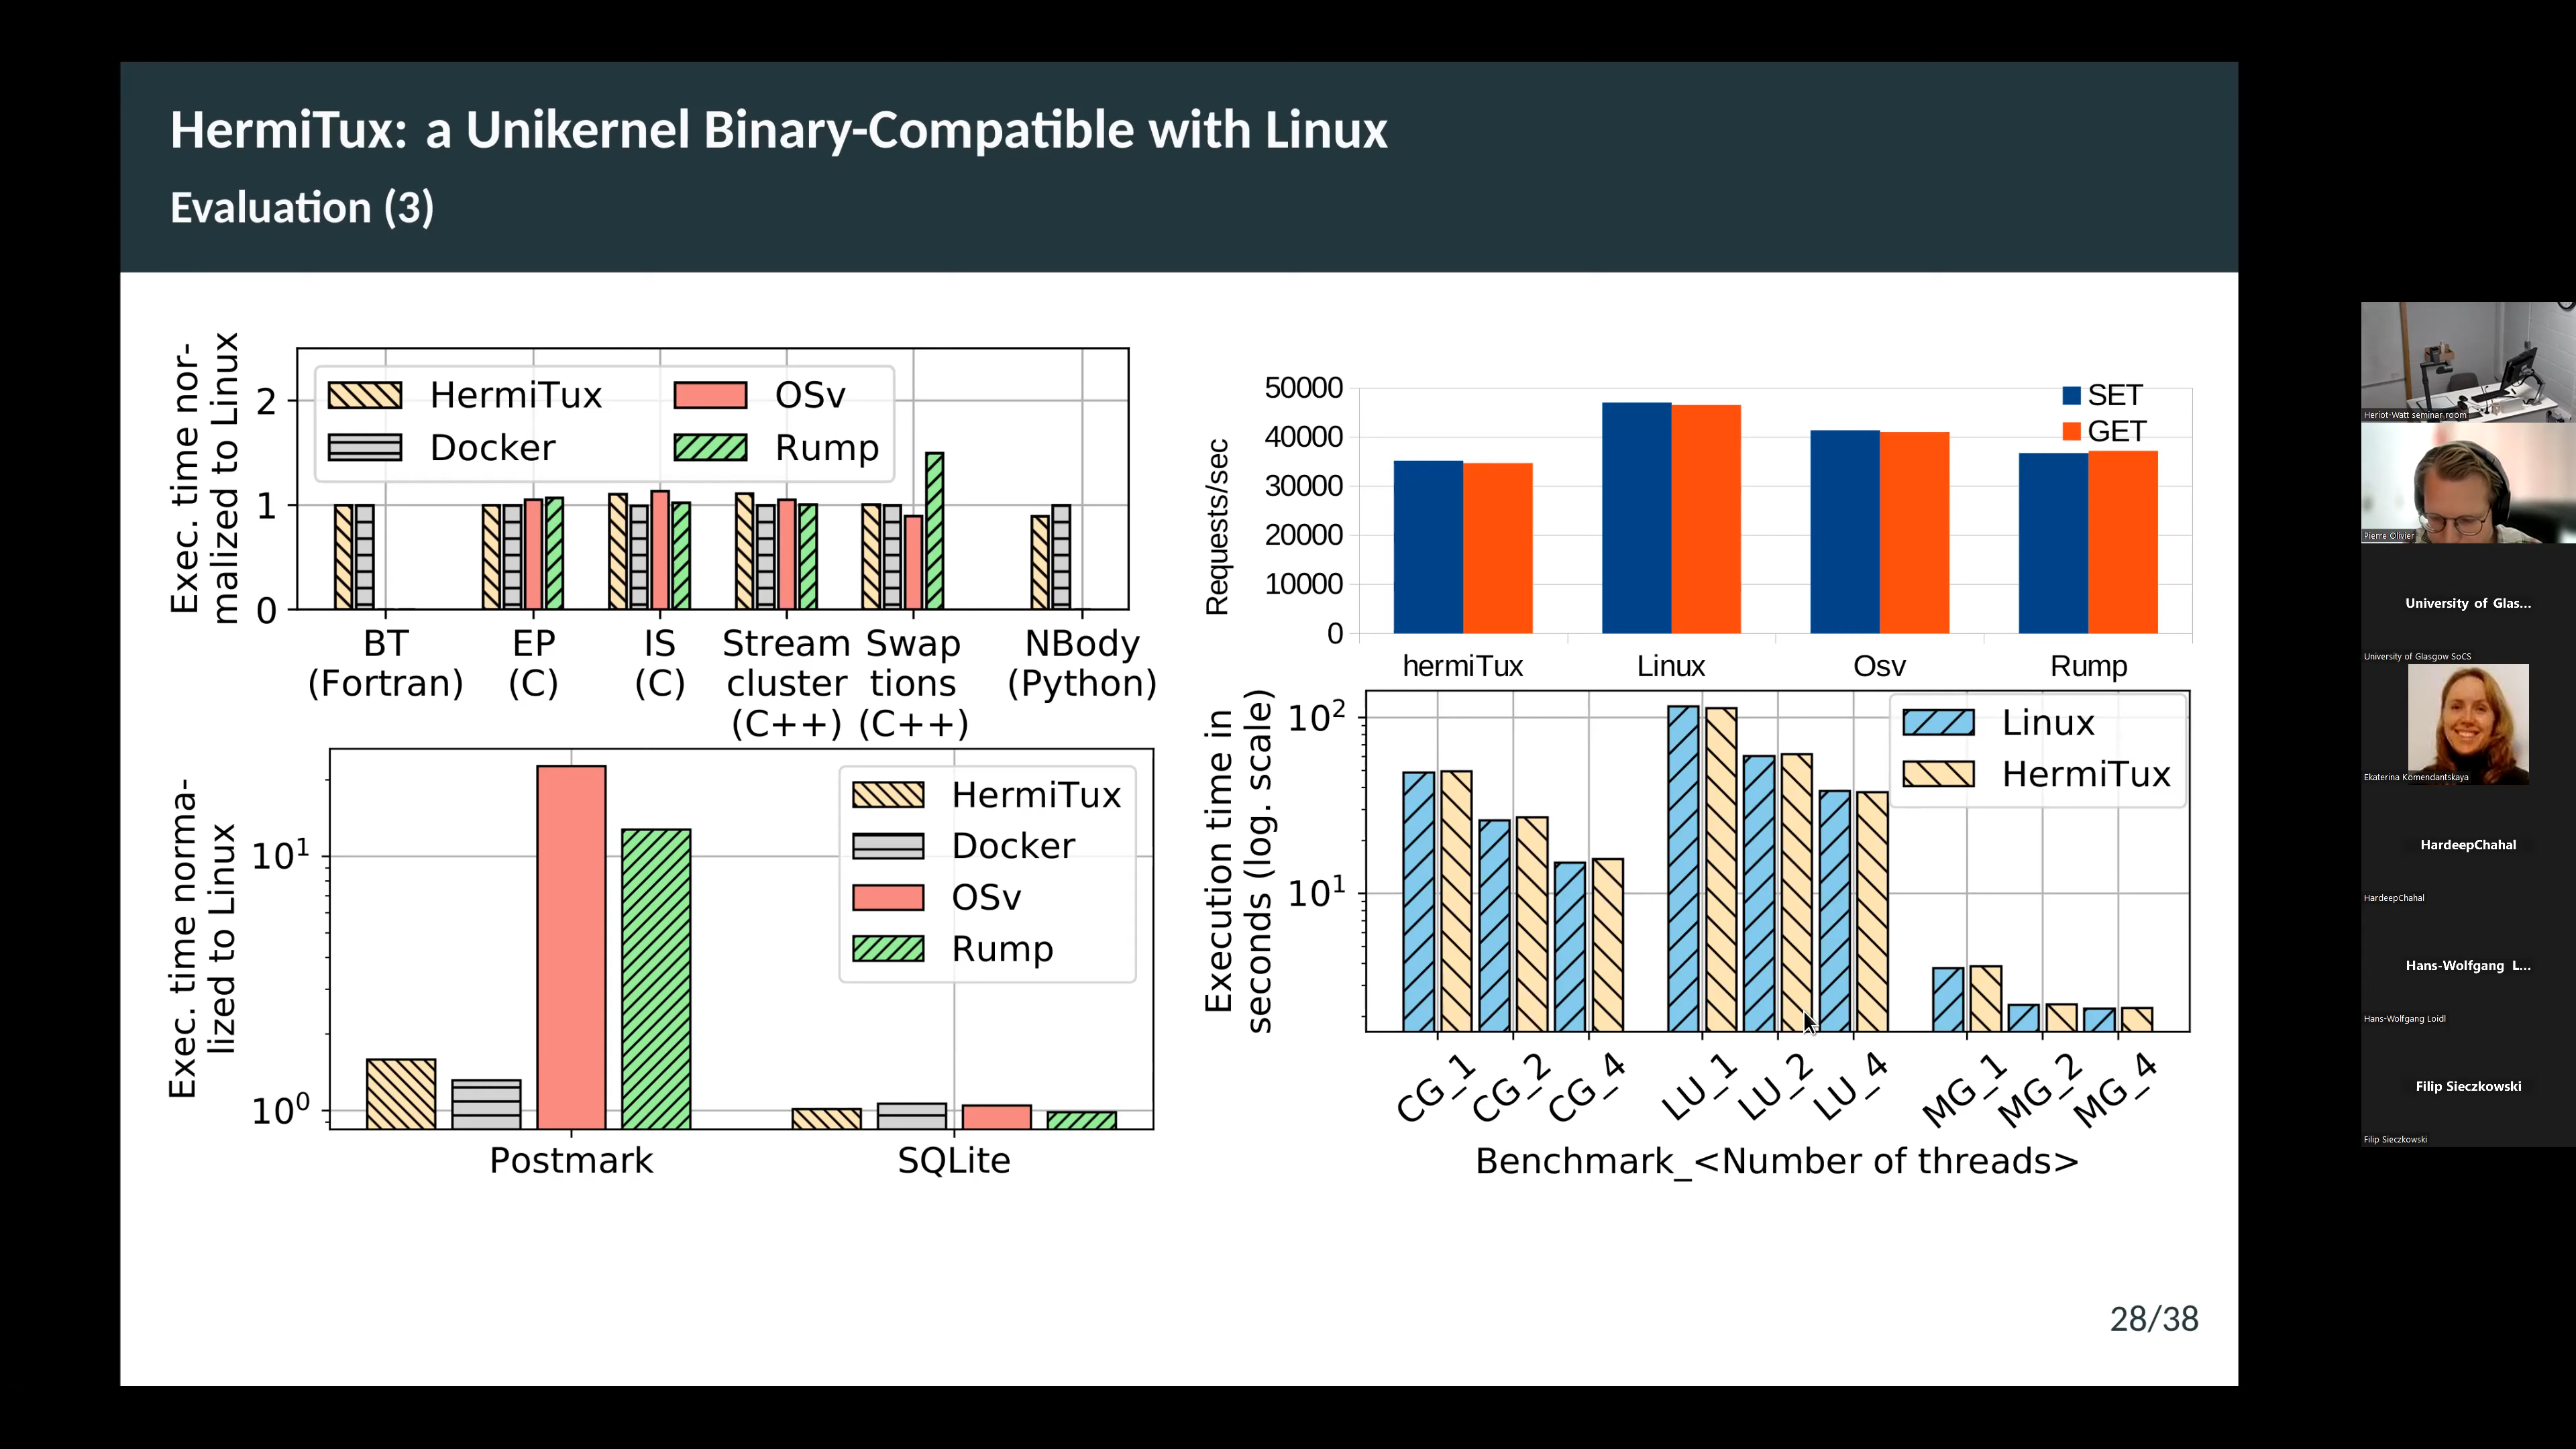 HermiTux: a Unikernel Binary-Compatible with Linux
Evaluation (3)
Exec. time nor-
malized to Linux
2
1
0
HermiTux
Docker
OSv
Rump
BT
(Fortran)
EP
(C)
IS
(C)
Stream
cluster
(C++)
Swap
tions
(C++)
NBody
(Python)
Requests/sec
50000
40000
30000
20000
10000
0
SET
GET
hermiTux
Linux
Osv
Rump
Exec. time norma-
lized to Linux
10¹
10⁰
HermiTux
Docker
OSv
Rump
Postmark
SQLite
Execution time in
seconds (log. scale)
10²
10¹
Linux
HermiTux
CG_1
CG_2
CG_4
LU_1
LU_2
LU_4
MG_1
MG_2
MG_4
Benchmark_<Number of threads>
28/38
Heriot-Watt seminar room
Pierre Olivier
University of Glas...
University of Glasgow SoCS
Ekaterina Komendantskaya
HardeepChahal
HardeepChahal
Hans-Wolfgang L...
Hans-Wolfgang Loidl
Filip Sieczkowski
Filip Sieczkowski